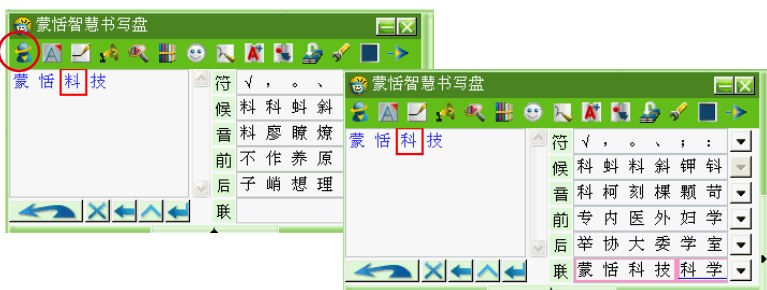 蒙恬智慧书写盘
蒙恬料技
符 √ ， 。 、
候 料 科 蚪 斜
音 料 廖 瞭 燎
前 不 作 养 原
后 子 峭 想 理
联
蒙恬智慧书写盘
蒙恬科技
符 √ ， 。 、 ； ：
候 科 蚪 料 斜 钾 钭
音 科 柯 刻 棵 颗 苛
前 专 内 医 外 妇 学
后 举 协 大 委 学 室
联 蒙 恬 科 技 科 学